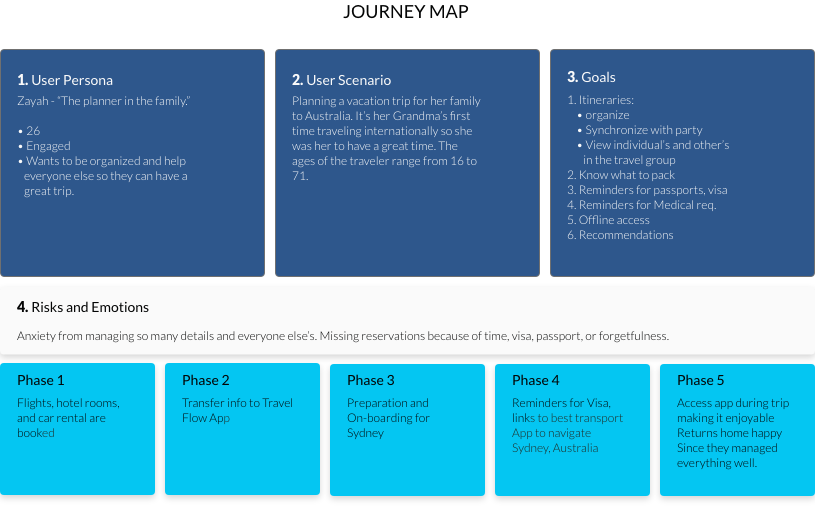 JOURNEY MAP
1. User Persona
Zayah - "The planner in the family."
• 26
• Engaged
• Wants to be organized and help
everyone else so they can have a
great trip.
2. User Scenario
Planning a vacation trip for her family
to Australia. It's her Grandma's first
time traveling internationally so she
was her to have a great time. The
ages of the traveler range from 16 to
71.
3. Goals
1. Itineraries:
• organize
• Synchronize with party
• View individual's and other's
in the travel group
2. Know what to pack
3. Reminders for passports, visa
4. Reminders for Medical req.
5. Offline access
6. Recommendations
4. Risks and Emotions
Anxiety from managing so many details and everyone else's. Missing reservations because of time, visa, passport, or forgetfulness.
Phase 1
Flights, hotel rooms,
and car rental are
booked
Phase 2
Transfer info to Travel
Flow App
Phase 3
Preparation and
On-boarding for
Sydney
Phase 4
Reminders for Visa,
links to best transport
App to navigate
Sydney, Australia
Phase 5
Access app during trip
making it enjoyable
Returns home happy
Since they managed
everything well.